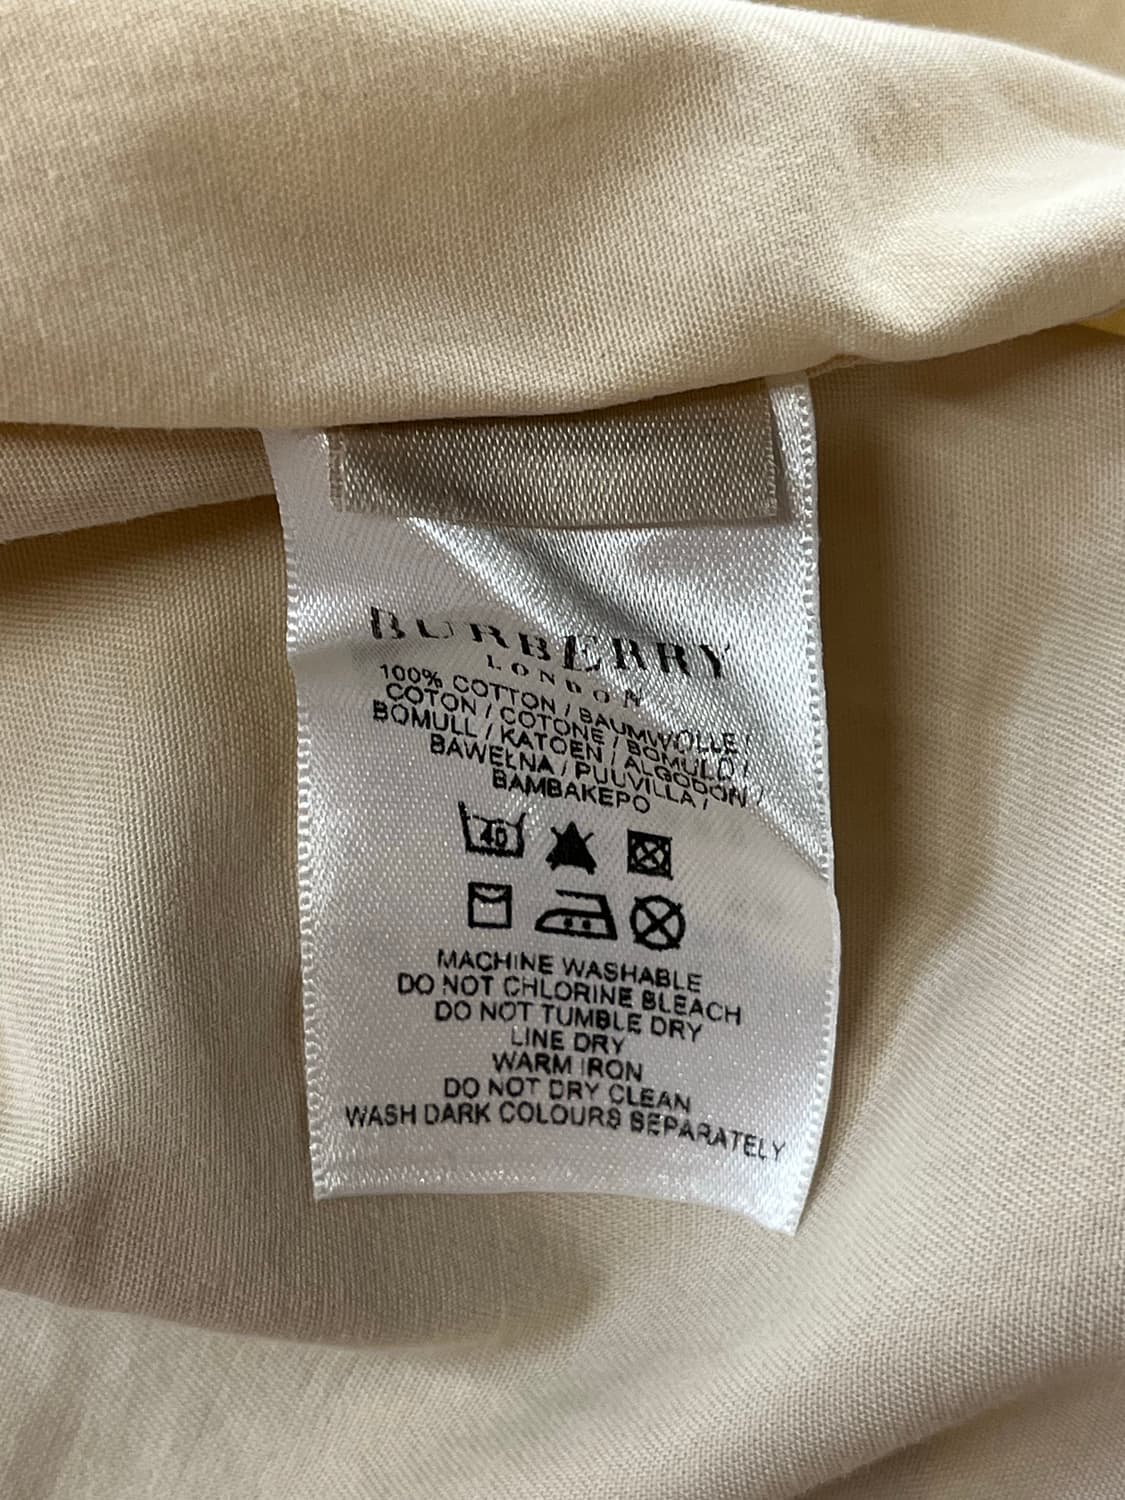 BURBERRY
LONDON
100% COTTON / BAUMWOLLE /
COTON / COTONE / BOMULD /
BOMULL / KATOEN / ALGODON /
BAWEŁNA / PUUVILLA /
ΒΑΜΒΑΚΕΡΟ
40
MACHINE WASHABLE
DO NOT CHLORINE BLEACH
DO NOT TUMBLE DRY
LINE DRY
WARM IRON
DO NOT DRY CLEAN
WASH DARK COLOURS SEPARATELY